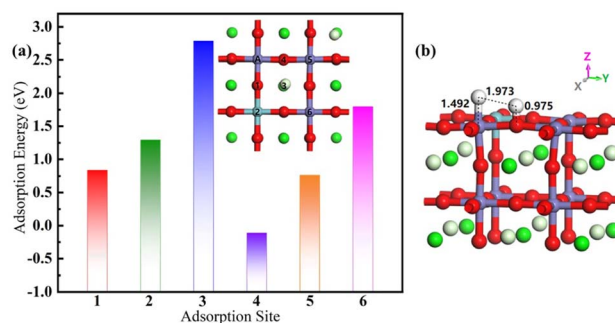 (a)
Adsorption Energy (eV)
3.0
2.5
2.0
1.5
1.0
0.5
0.0
-0.5
-1.0
A 4 5
1 3
2 6
1 2 3 4 5 6
Adsorption Site
(b)
Z
Y
X
1.973
1.492
0.975